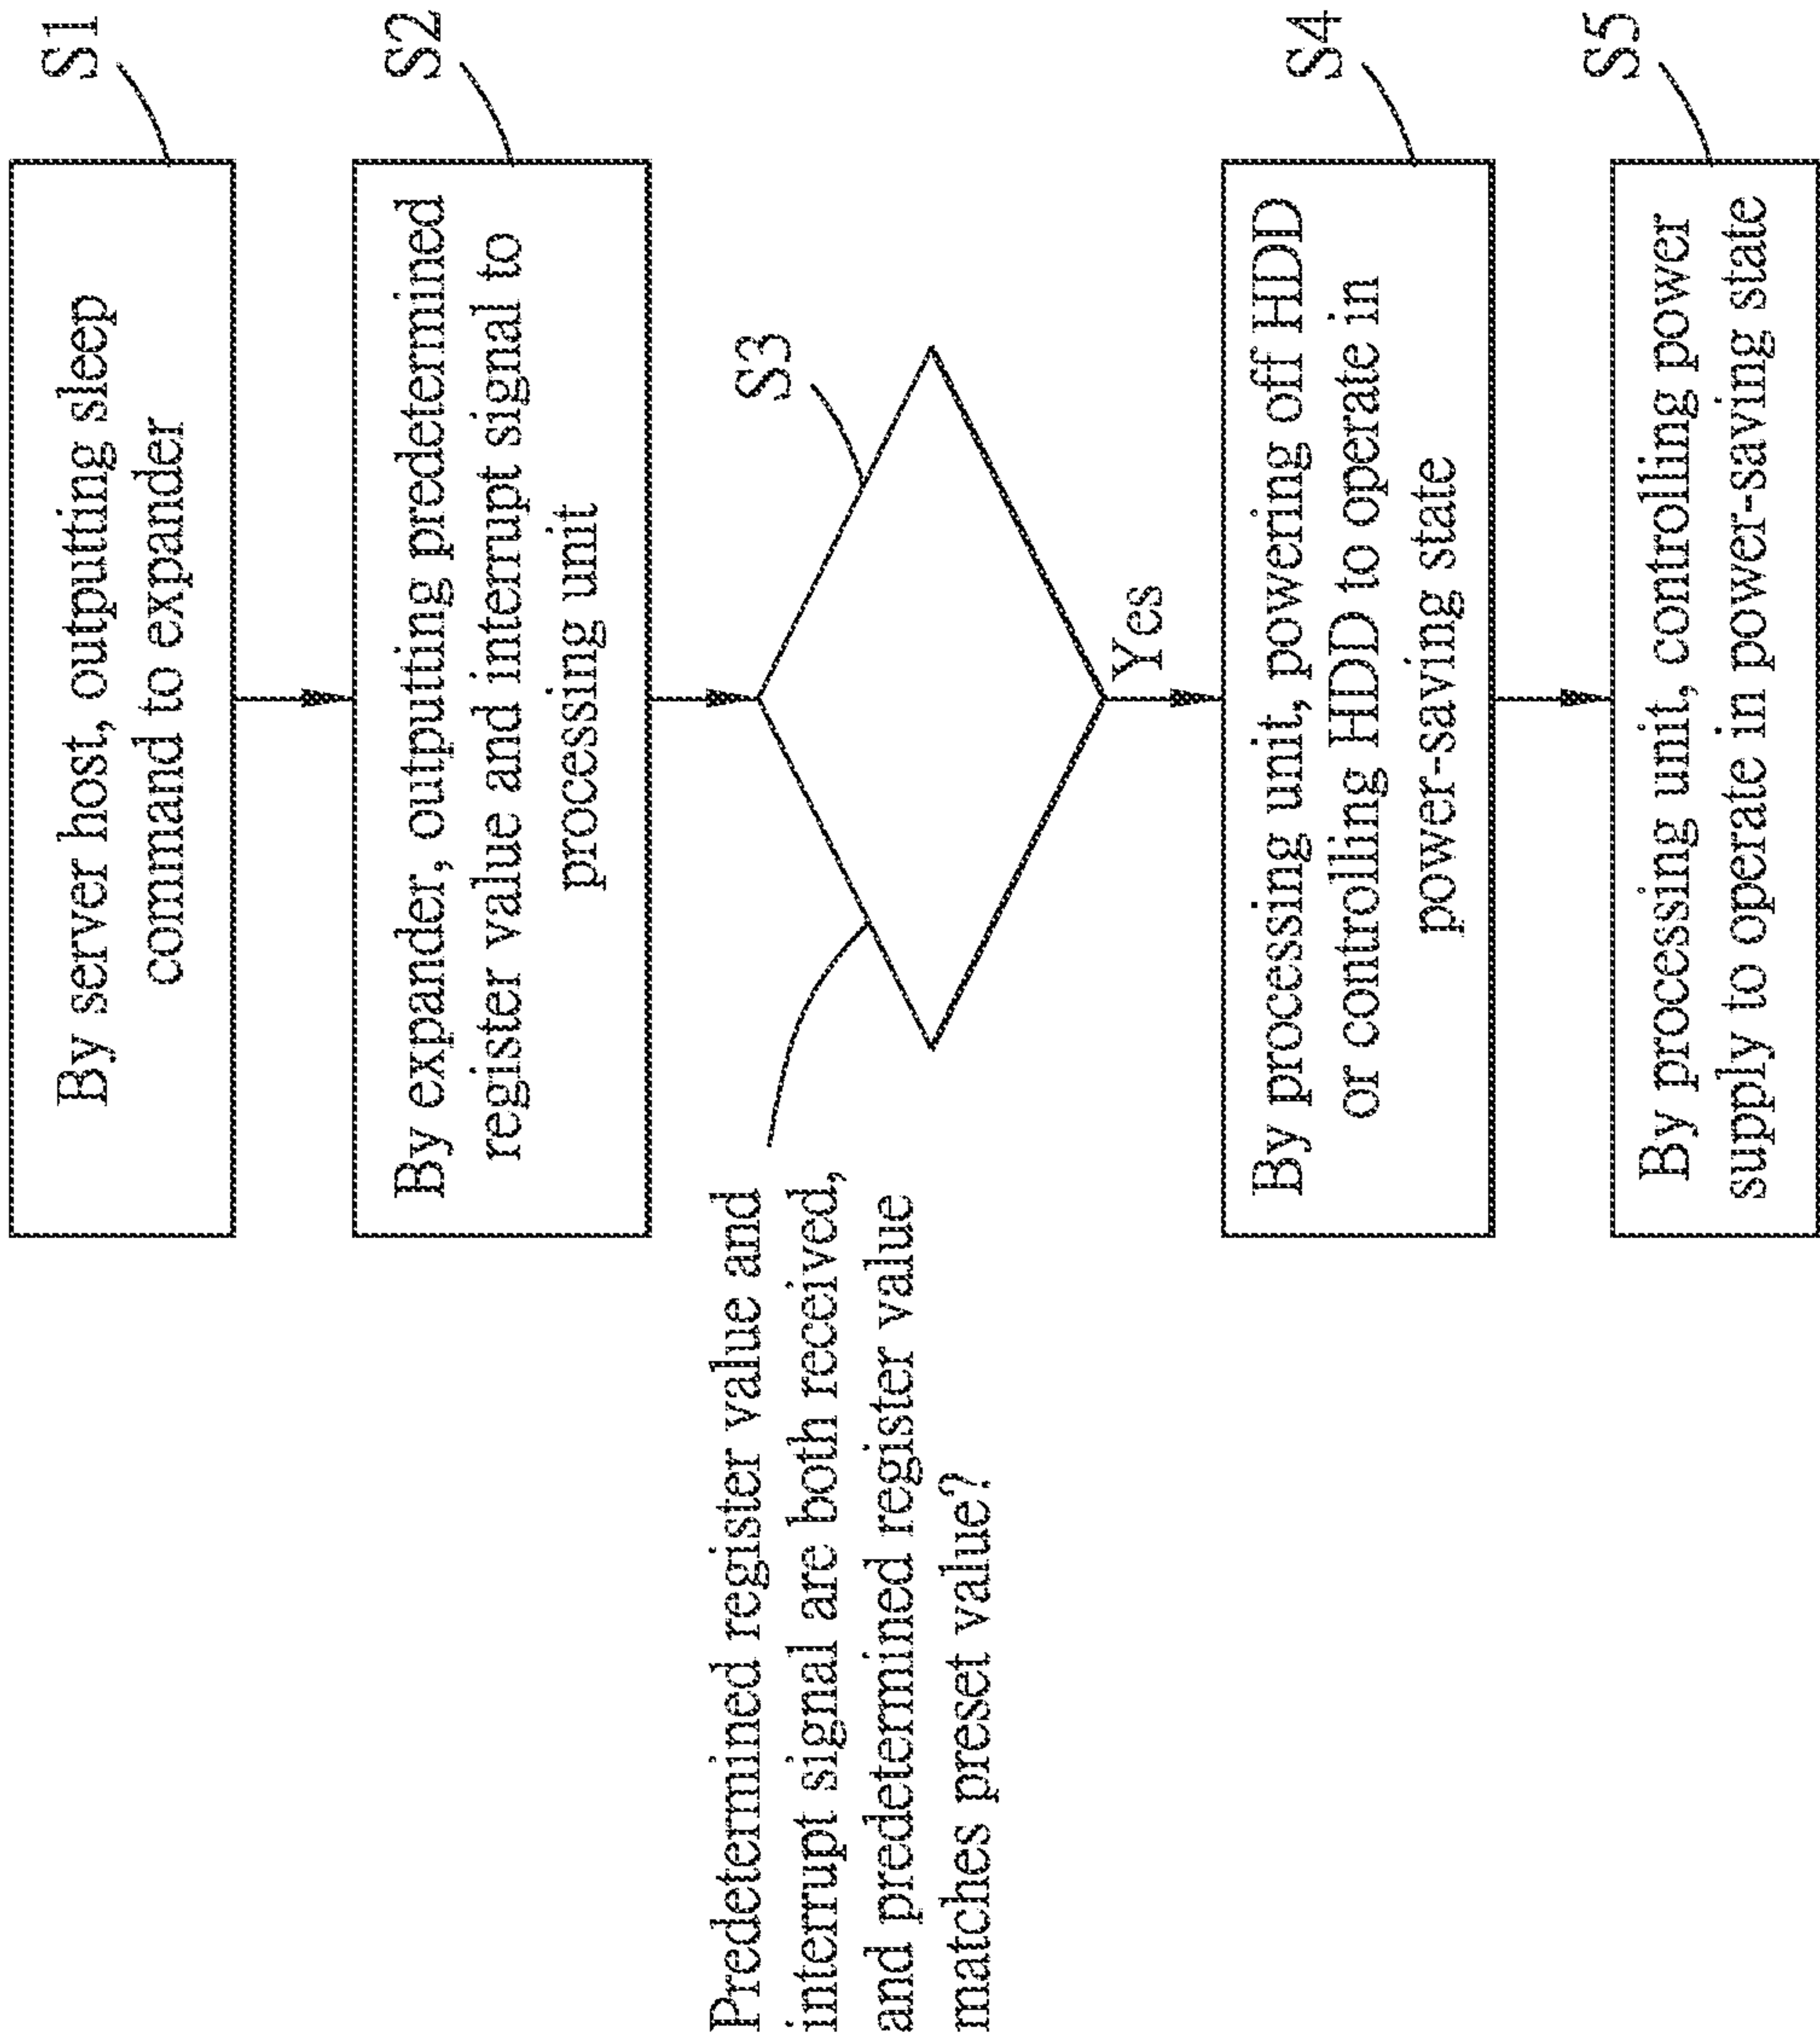 By server host, outputting sleep
command to expander
S1
By expander, outputting predetermined
register value and interrupt signal to
processing unit
S2
Predetermined register value and
interrupt signal are both received,
and predetermined register value
matches preset value?
S3
Yes
By processing unit, powering off HDD
or controlling HDD to operate in
power-saving state
S4
By processing unit, controlling power
supply to operate in power-saving state
S5